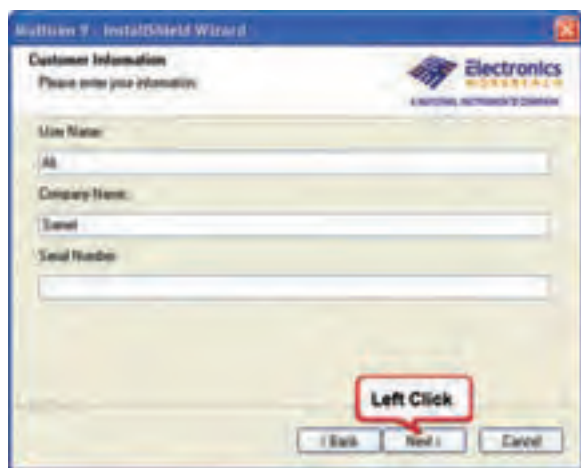 Multisim 9 - InstallShield Wizard
Customer Information
Please enter your information.
Electronics
WORKBENCH
A NATIONAL INSTRUMENTS COMPANY
User Name:
Ali
Company Name:
Serial Number
Left Click
< Back
Next >
Cancel